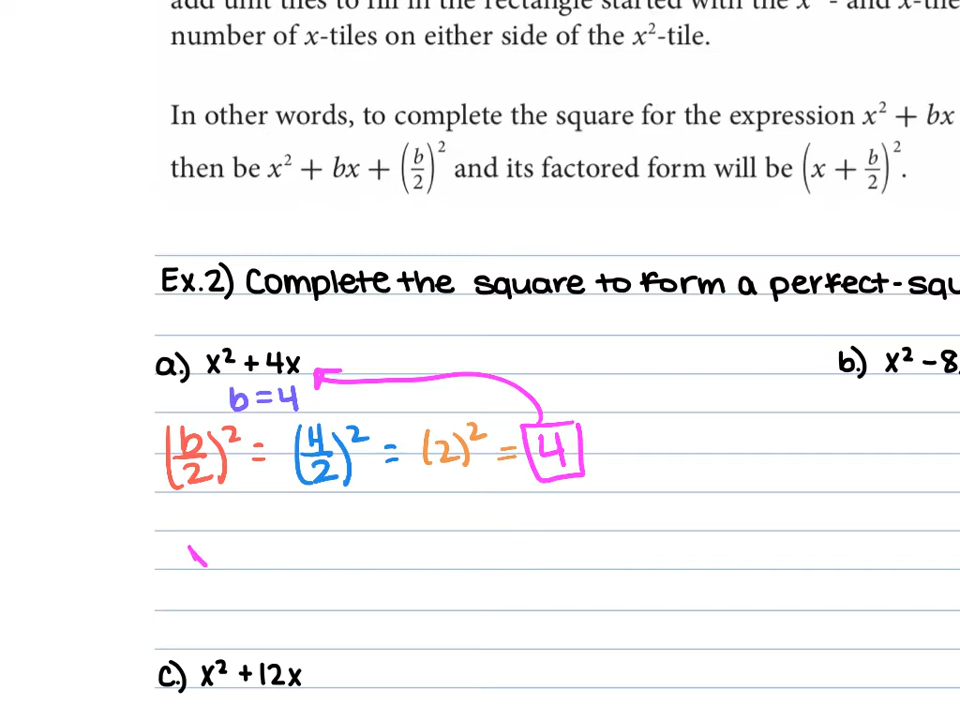 number of x-tiles on either side of the x²-tile.
In other words, to complete the square for the expression x² + bx
then be x² + bx + (b/2)² and its factored form will be (x + b/2)².
Ex.2) Complete the square to form a perfect-squ
a.) x² + 4x
b.) x² - 8
b = 4
(b/2)² = (4/2)² = (2)² = 4
c.) x² + 12x